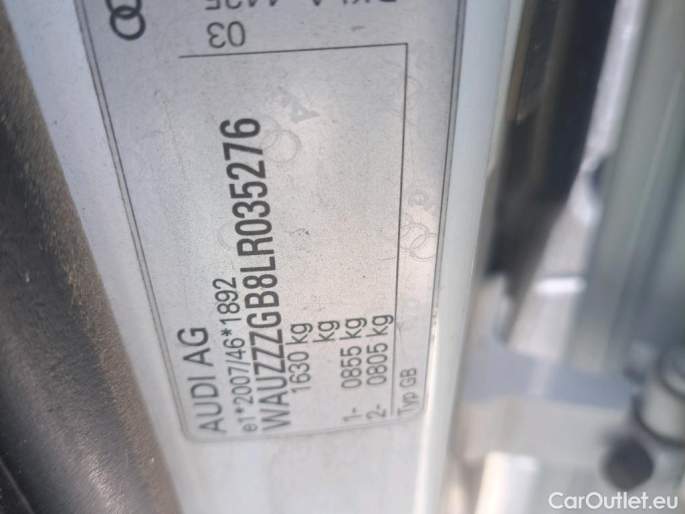 AUDI AG
e1*2007/46*1892
WAUZZZGB8LR035276
1630 kg
kg
1- 0855 kg
2- 0805 kg
Typ GB
03
CarOutlet.eu